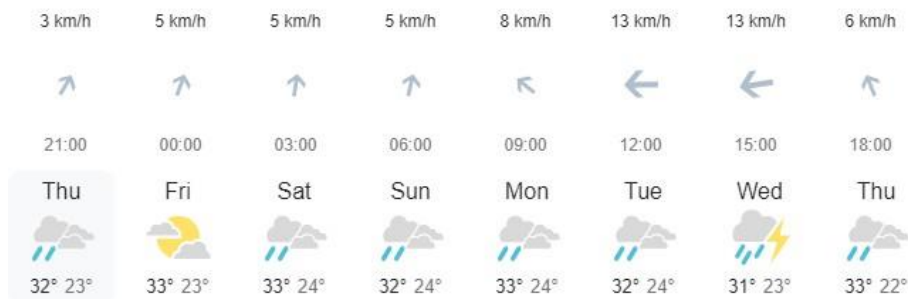 3 km/h 5 km/h 5 km/h 5 km/h 8 km/h 13 km/h 13 km/h 6 km/h
21:00 00:00 03:00 06:00 09:00 12:00 15:00 18:00
Thu Fri Sat Sun Mon Tue Wed Thu
32° 23° 33° 23° 33° 24° 32° 24° 33° 24° 32° 24° 31° 23° 33° 22°